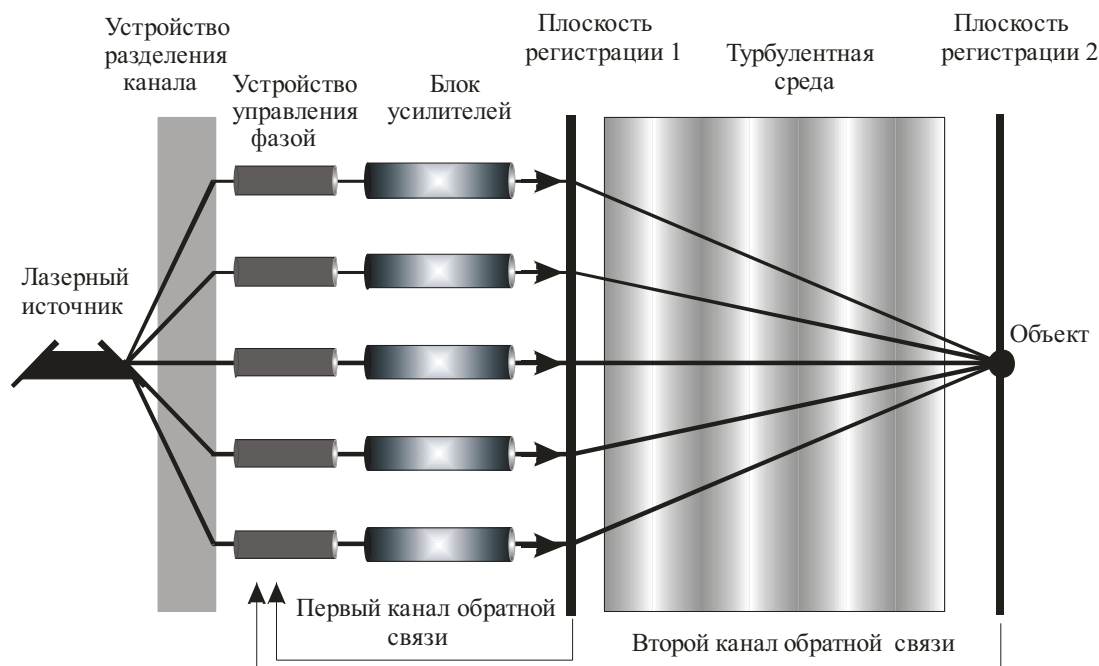 Устройство
разделения
канала
Устройство
управления
фазой
Блок
усилителей
Плоскость
регистрации 1
Турбулентная
среда
Плоскость
регистрации 2
Лазерный
источник
Объект
Первый канал обратной
связи
Второй канал обратной связи